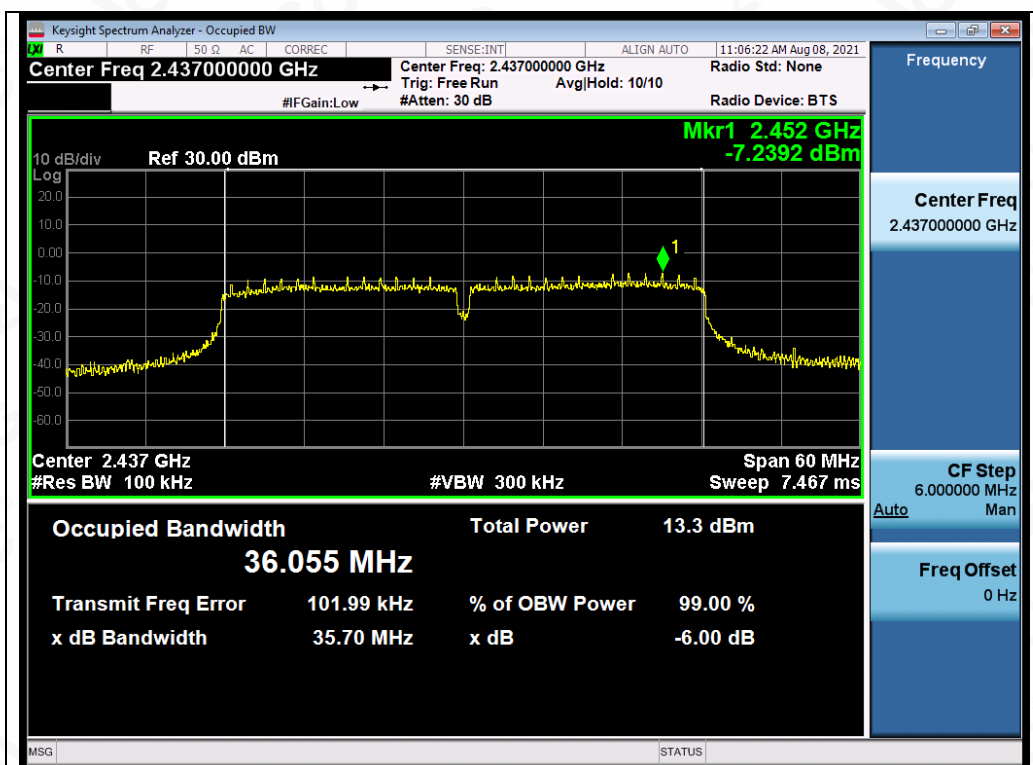 Keysight Spectrum Analyzer - Occupied BW
LXI R RF 50 Ω AC CORREC SENSE:INT ALIGN AUTO 11:06:22 AM Aug 08, 2021
Center Freq 2.437000000 GHz
Center Freq: 2.437000000 GHz
Radio Std: None
Trig: Free Run Avg|Hold: 10/10
#IFGain:Low #Atten: 30 dB Radio Device: BTS
Mkr1 2.452 GHz
-7.2392 dBm
10 dB/div Ref 30.00 dBm
Log
20.0
10.0
0.00
-10.0
-20.0
-30.0
-40.0
-50.0
-60.0
1
Center 2.437 GHz Span 60 MHz
#Res BW 100 kHz #VBW 300 kHz Sweep 7.467 ms
Occupied Bandwidth Total Power 13.3 dBm
36.055 MHz
Transmit Freq Error 101.99 kHz % of OBW Power 99.00 %
x dB Bandwidth 35.70 MHz x dB -6.00 dB
MSG STATUS
Frequency
Center Freq
2.437000000 GHz
CF Step
6.000000 MHz
Auto Man
Freq Offset
0 Hz